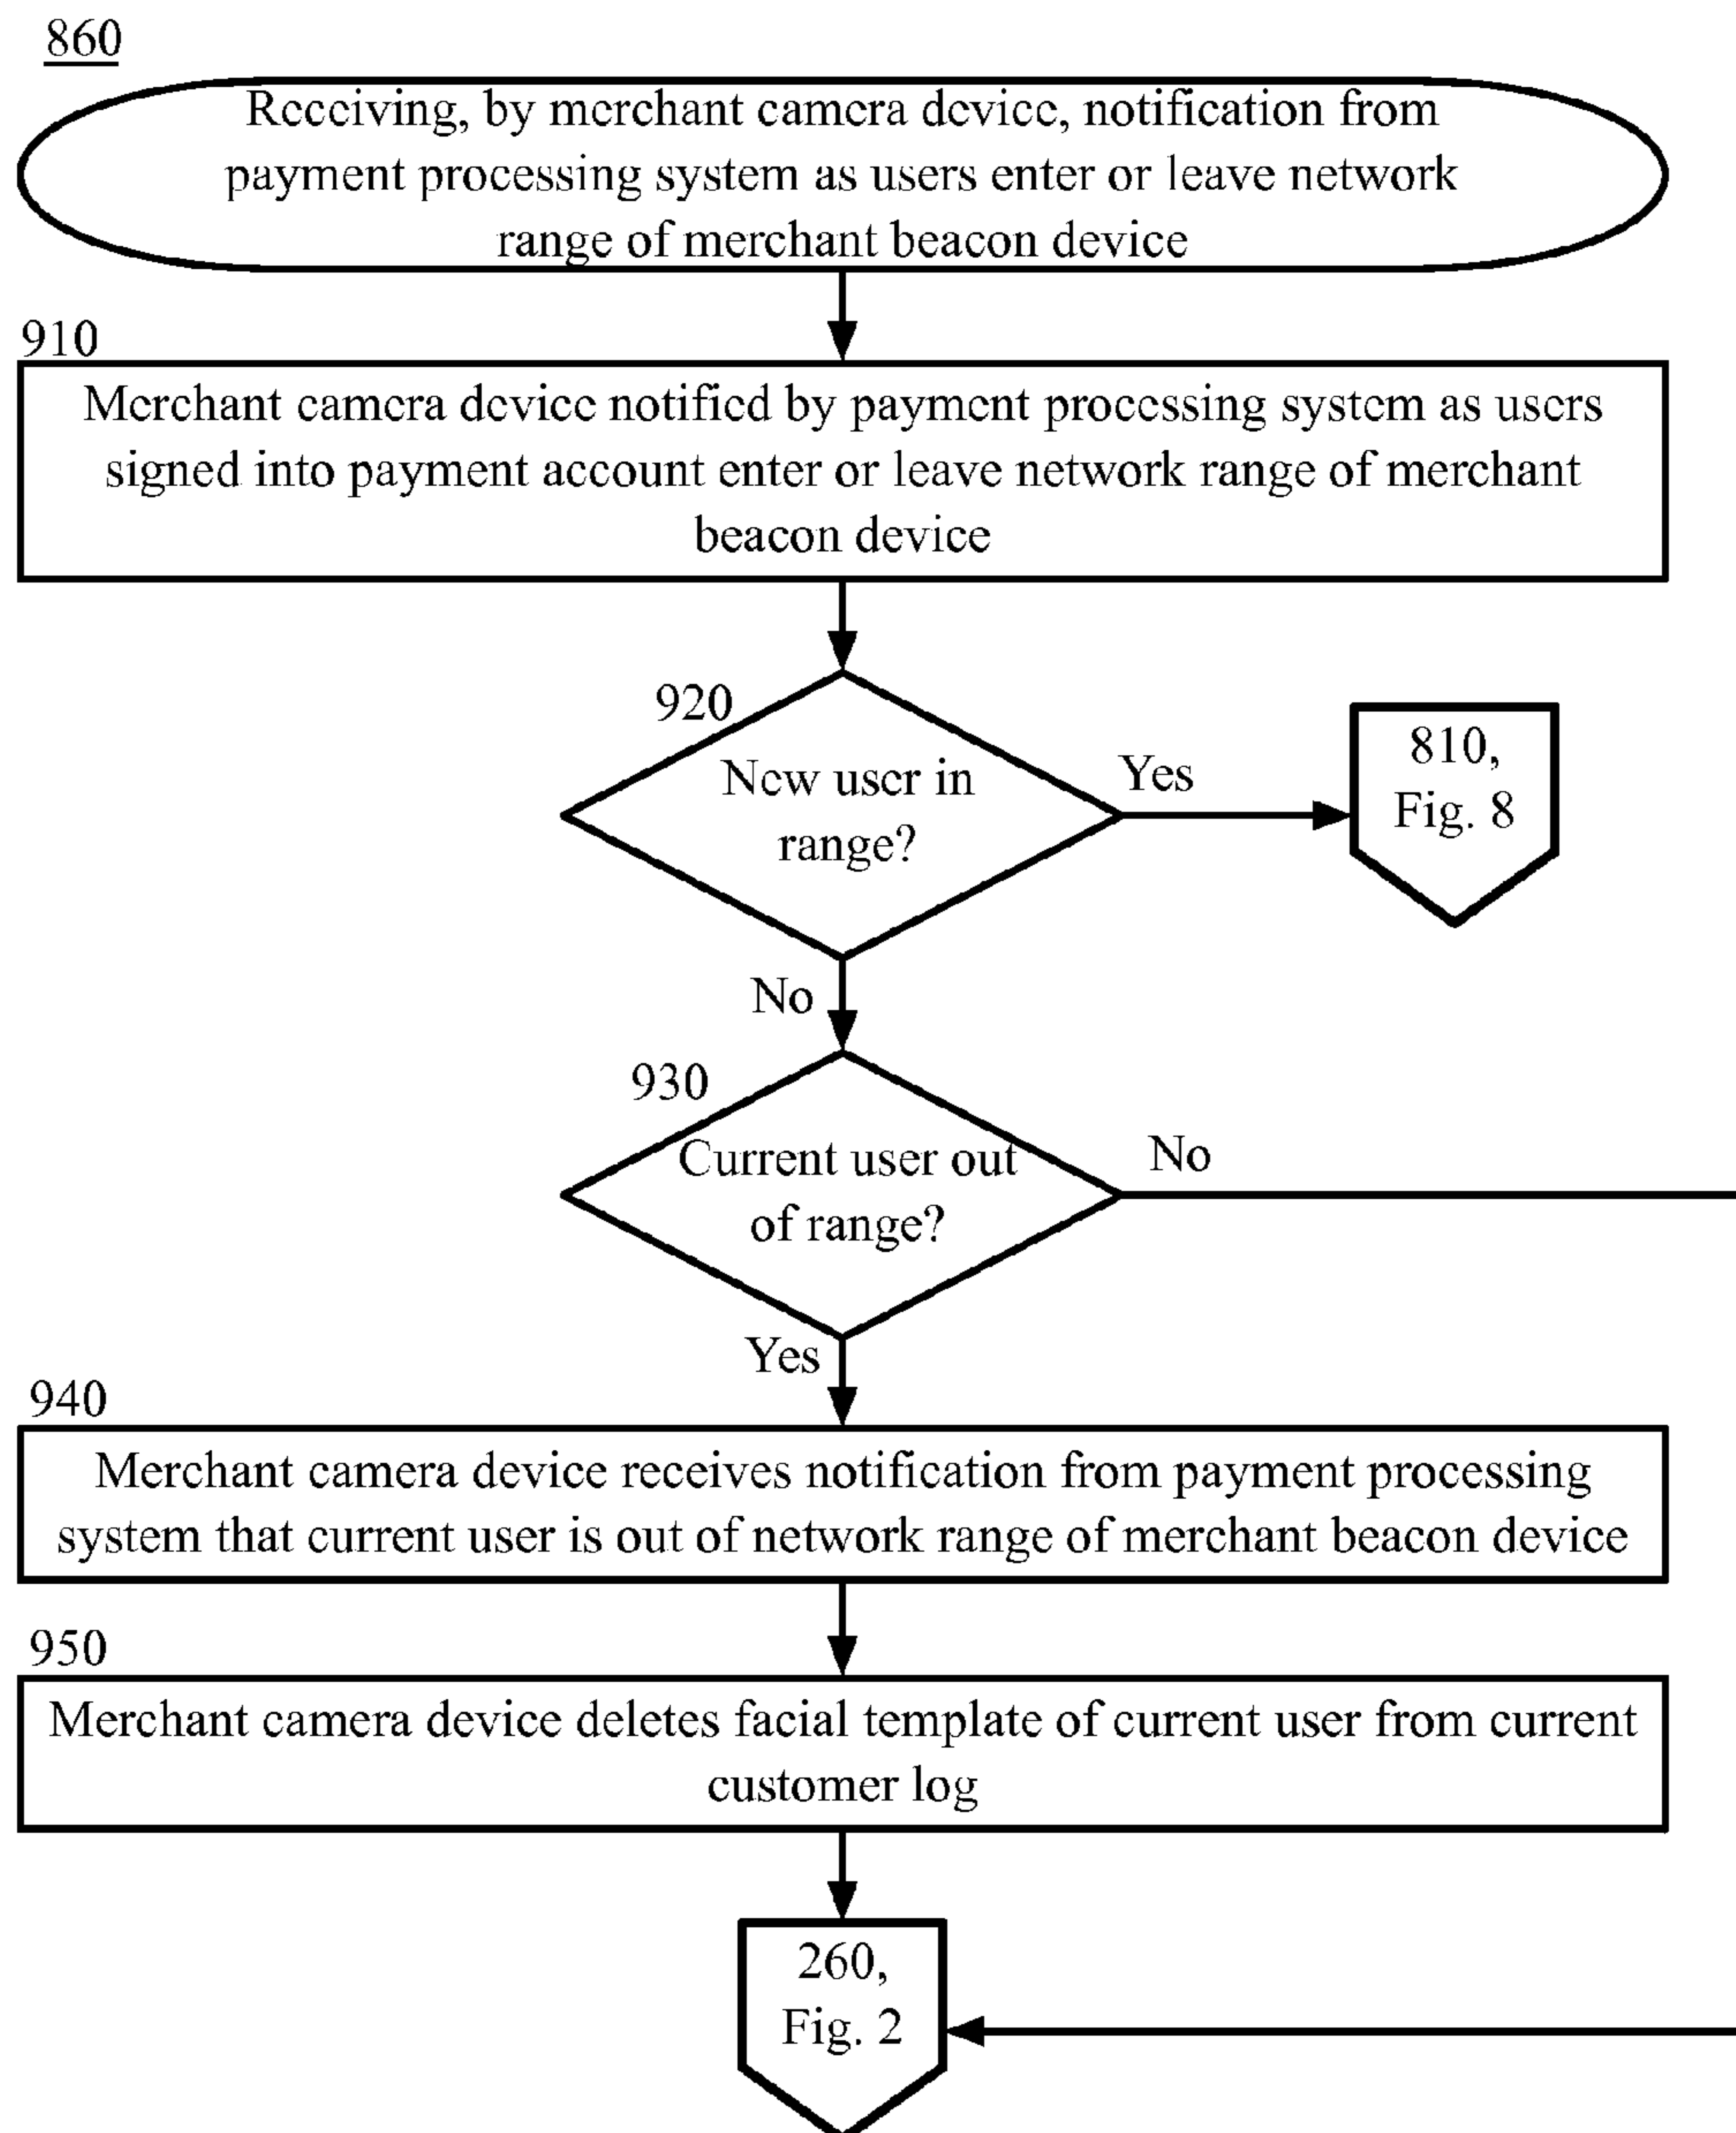 860
Receiving, by merchant camera device, notification from
payment processing system as users enter or leave network
range of merchant beacon device
910
Merchant camera device notified by payment processing system as users
signed into payment account enter or leave network range of merchant
beacon device
920
New user in
range?
Yes
810,
Fig. 8
No
930
Current user out
of range?
No
Yes
940
Merchant camera device receives notification from payment processing
system that current user is out of network range of merchant beacon device
950
Merchant camera device deletes facial template of current user from current
customer log
260,
Fig. 2